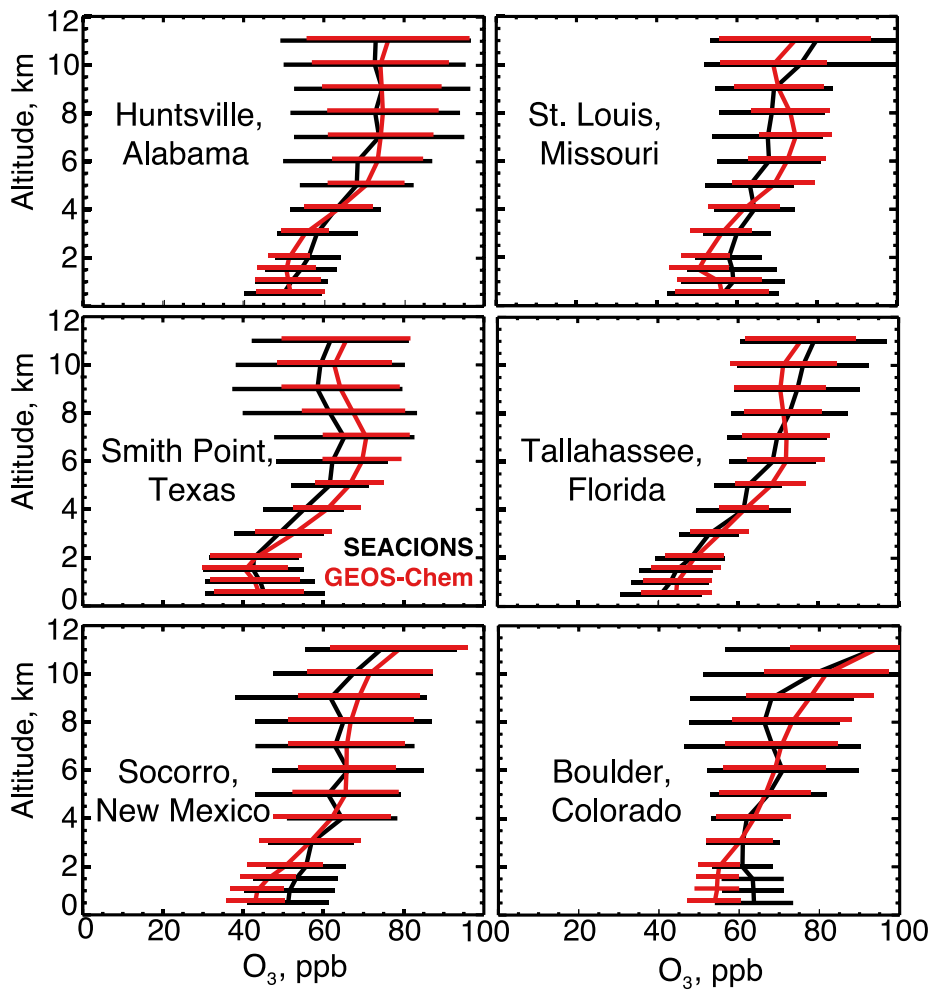 12
10
8
6
4
2
Altitude, km
Huntsville,
Alabama
100
St. Louis,
Missouri
12
10
8
6
4
2
0
Altitude, km
Smith Point,
Texas
SEACIONS
GEOS-Chem
Tallahassee,
Florida
12
10
8
6
4
2
0
Altitude, km
Socorro,
New Mexico
Boulder,
Colorado
0 20 40 60 80 100
20 40 60 80 100
O3, ppb
O3, ppb